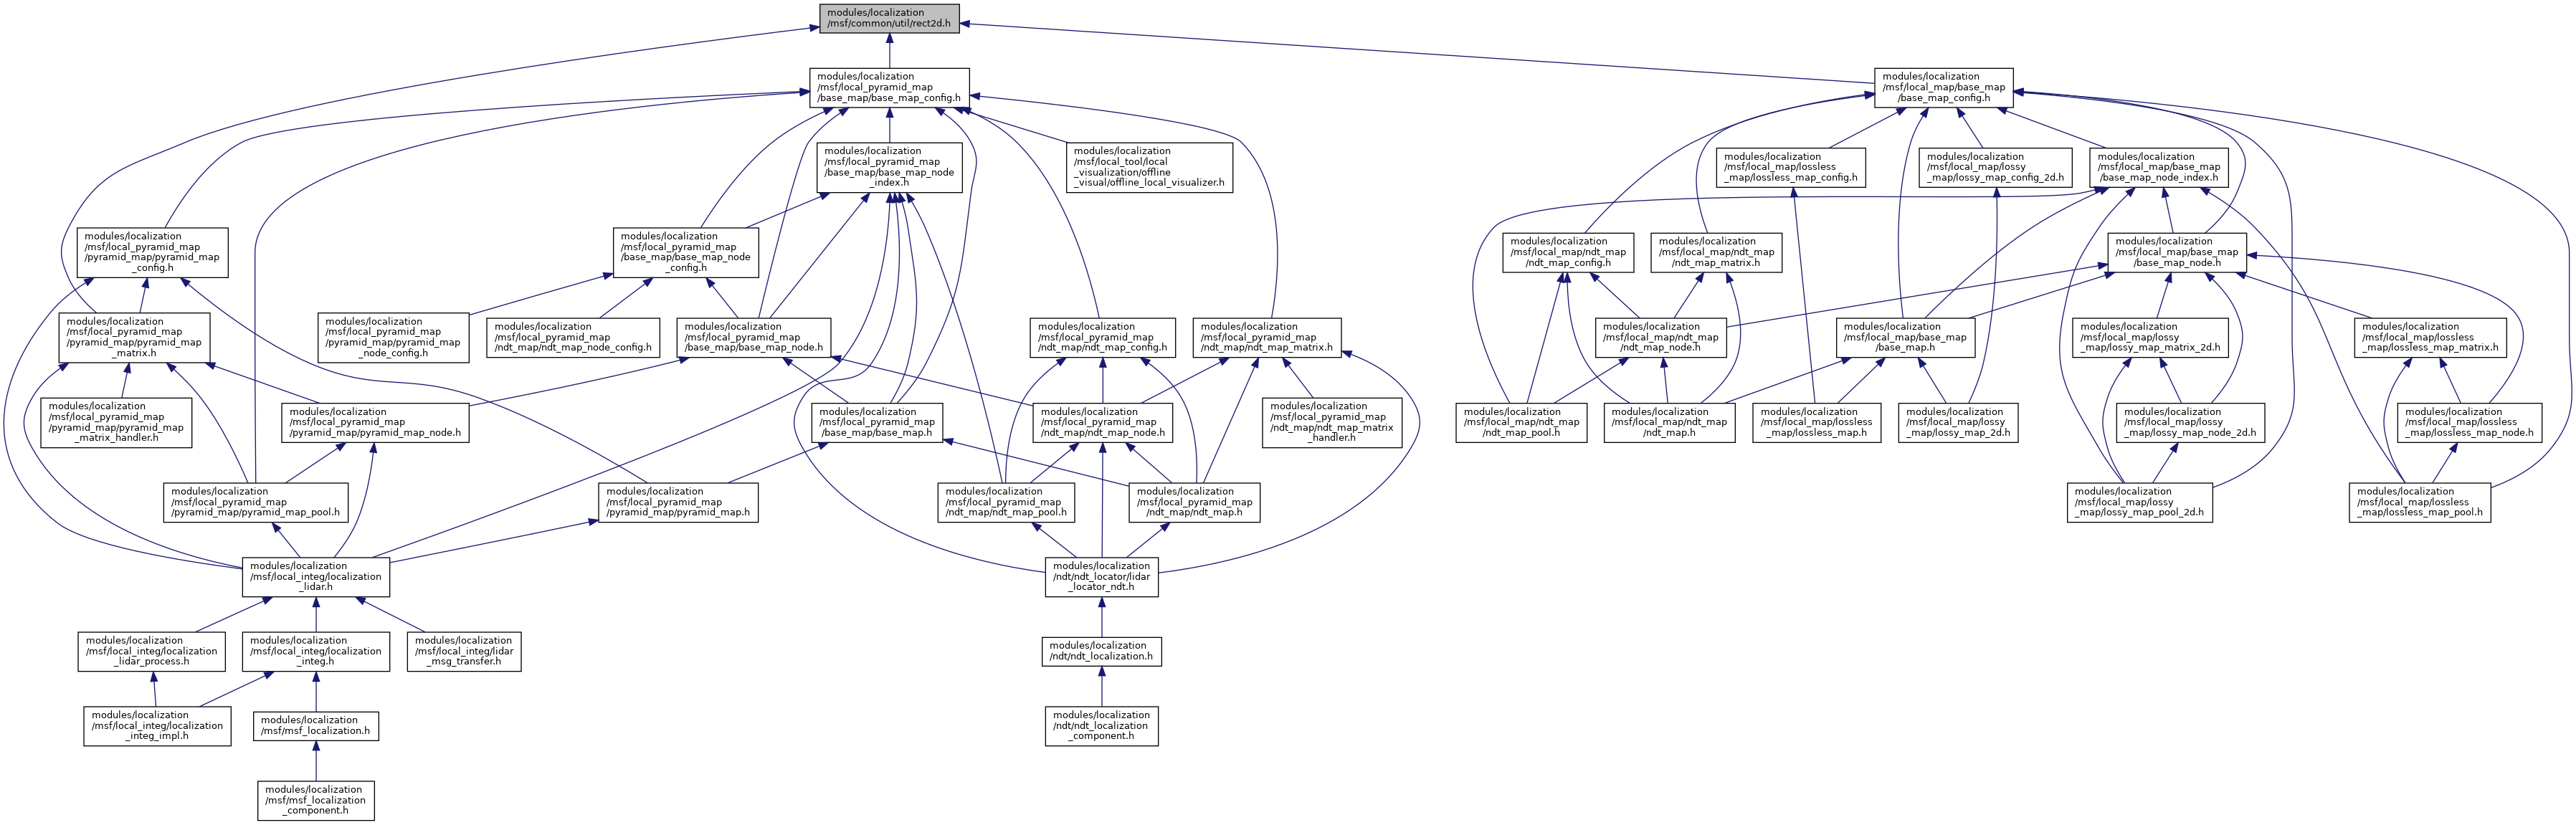 modules/localization
/msf/common/util/rect2d.h
modules/localization
/msf/local_pyramid_map
/base_map/base_map_config.h
modules/localization
/msf/local_map/base_map
/base_map_config.h
modules/localization
/msf/local_pyramid_map
/base_map/base_map_node
_index.h
modules/localization
/msf/local_tool/local
_visualization/offline
_visual/offline_local_visualizer.h
modules/localization
/msf/local_map/lossless
_map/lossless_map_config.h
modules/localization
/msf/local_map/lossy
_map/lossy_map_config_2d.h
modules/localization
/msf/local_map/base_map
/base_map_node_index.h
modules/localization
/msf/local_pyramid_map
/pyramid_map/pyramid_map
_config.h
modules/localization
/msf/local_pyramid_map
/base_map/base_map_node
_config.h
modules/localization
/msf/local_map/ndt_map
/ndt_map_config.h
modules/localization
/msf/local_map/ndt_map
/ndt_map_matrix.h
modules/localization
/msf/local_map/base_map
/base_map_node.h
modules/localization
/msf/local_pyramid_map
/pyramid_map/pyramid_map
_matrix.h
modules/localization
/msf/local_pyramid_map
/pyramid_map/pyramid_map
_node_config.h
modules/localization
/msf/local_pyramid_map
/ndt_map/ndt_map_node_config.h
modules/localization
/msf/local_pyramid_map
/base_map/base_map_node.h
modules/localization
/msf/local_pyramid_map
/ndt_map/ndt_map_config.h
modules/localization
/msf/local_pyramid_map
/ndt_map/ndt_map_matrix.h
modules/localization
/msf/local_map/ndt_map
/ndt_map_node.h
modules/localization
/msf/local_map/base_map
/base_map.h
modules/localization
/msf/local_map/lossy
_map/lossy_map_matrix_2d.h
modules/localization
/msf/local_map/lossless
_map/lossless_map_matrix.h
modules/localization
/msf/local_pyramid_map
/pyramid_map/pyramid_map
_matrix_handler.h
modules/localization
/msf/local_pyramid_map
/pyramid_map/pyramid_map_node.h
modules/localization
/msf/local_pyramid_map
/base_map/base_map.h
modules/localization
/msf/local_pyramid_map
/ndt_map/ndt_map_node.h
modules/localization
/msf/local_pyramid_map
/ndt_map/ndt_map_matrix
_handler.h
modules/localization
/msf/local_map/ndt_map
/ndt_map_pool.h
modules/localization
/msf/local_map/ndt_map
/ndt_map.h
modules/localization
/msf/local_map/lossless
_map/lossless_map.h
modules/localization
/msf/local_map/lossy
_map/lossy_map_2d.h
modules/localization
/msf/local_map/lossy
_map/lossy_map_node_2d.h
modules/localization
/msf/local_map/lossless
_map/lossless_map_node.h
modules/localization
/msf/local_pyramid_map
/pyramid_map/pyramid_map_pool.h
modules/localization
/msf/local_pyramid_map
/pyramid_map/pyramid_map.h
modules/localization
/msf/local_pyramid_map
/ndt_map/ndt_map_pool.h
modules/localization
/msf/local_pyramid_map
/ndt_map/ndt_map.h
modules/localization
/msf/local_map/lossy
_map/lossy_map_pool_2d.h
modules/localization
/msf/local_map/lossless
_map/lossless_map_pool.h
modules/localization
/msf/local_integ/localization
_lidar.h
modules/localization
/ndt/ndt_locator/lidar
_locator_ndt.h
modules/localization
/msf/local_integ/localization
_lidar_process.h
modules/localization
/msf/local_integ/localization
_integ.h
modules/localization
/msf/local_integ/lidar
_msg_transfer.h
modules/localization
/ndt/ndt_localization.h
modules/localization
/msf/local_integ/localization
_integ_impl.h
modules/localization
/msf/msf_localization.h
modules/localization
/ndt/ndt_localization
_component.h
modules/localization
/msf/msf_localization
_component.h